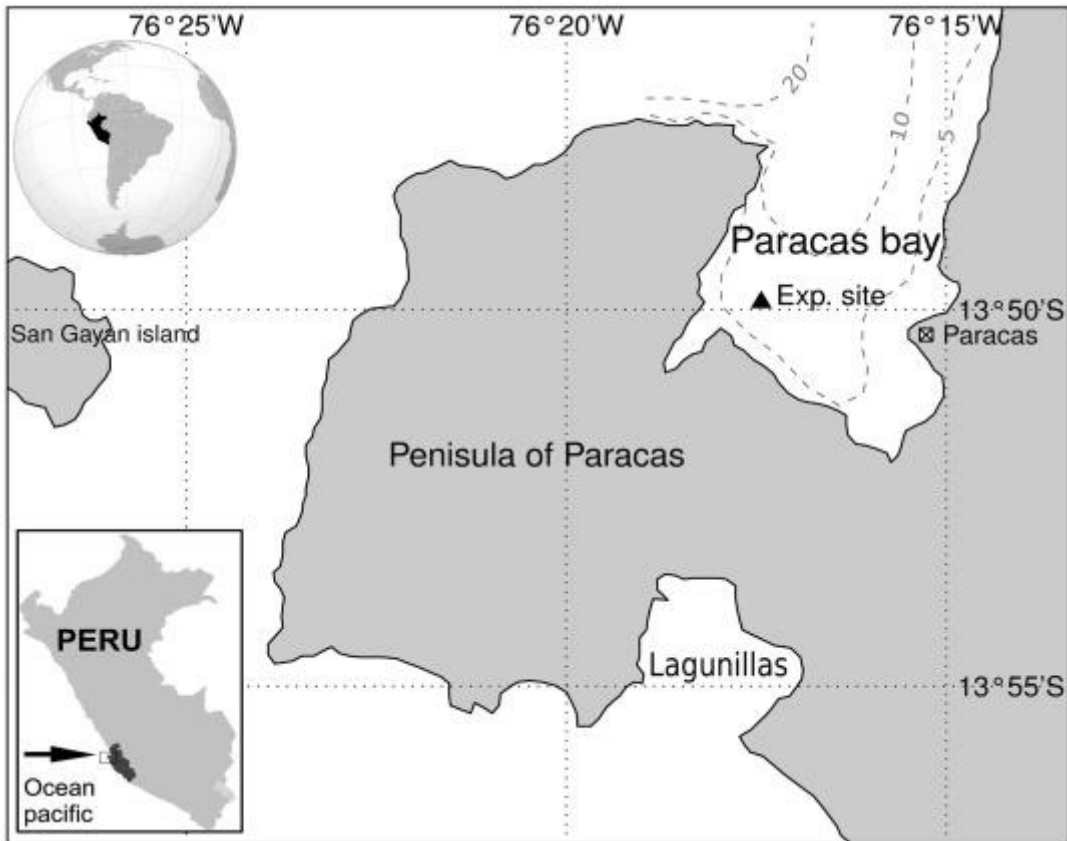 76°25'W
76°20'W
76°15'W
20
10
5
Paracas bay
Exp. site
13°50'S
San Gayan island
Paracas
Penisula of Paracas
PERU
Lagunillas
13°55'S
Ocean
pacific